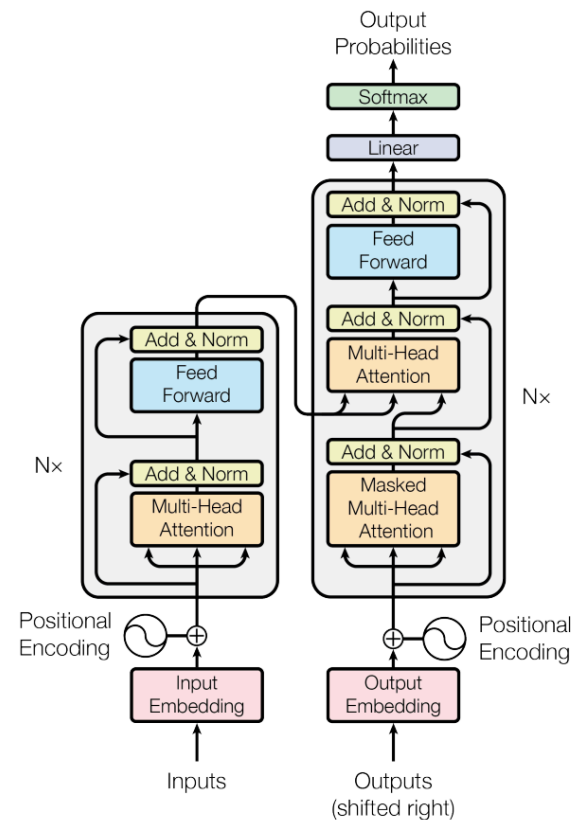 Output
Probabilities
Softmax
Linear
Add & Norm
Feed
Forward
Add & Norm
Multi-Head
Attention
Add & Norm
Masked
Multi-Head
Attention
N×
Add & Norm
Feed
Forward
N×
Add & Norm
Multi-Head
Attention
Positional
Encoding
Positional
Encoding
Input
Embedding
Output
Embedding
Inputs
Outputs
(shifted right)